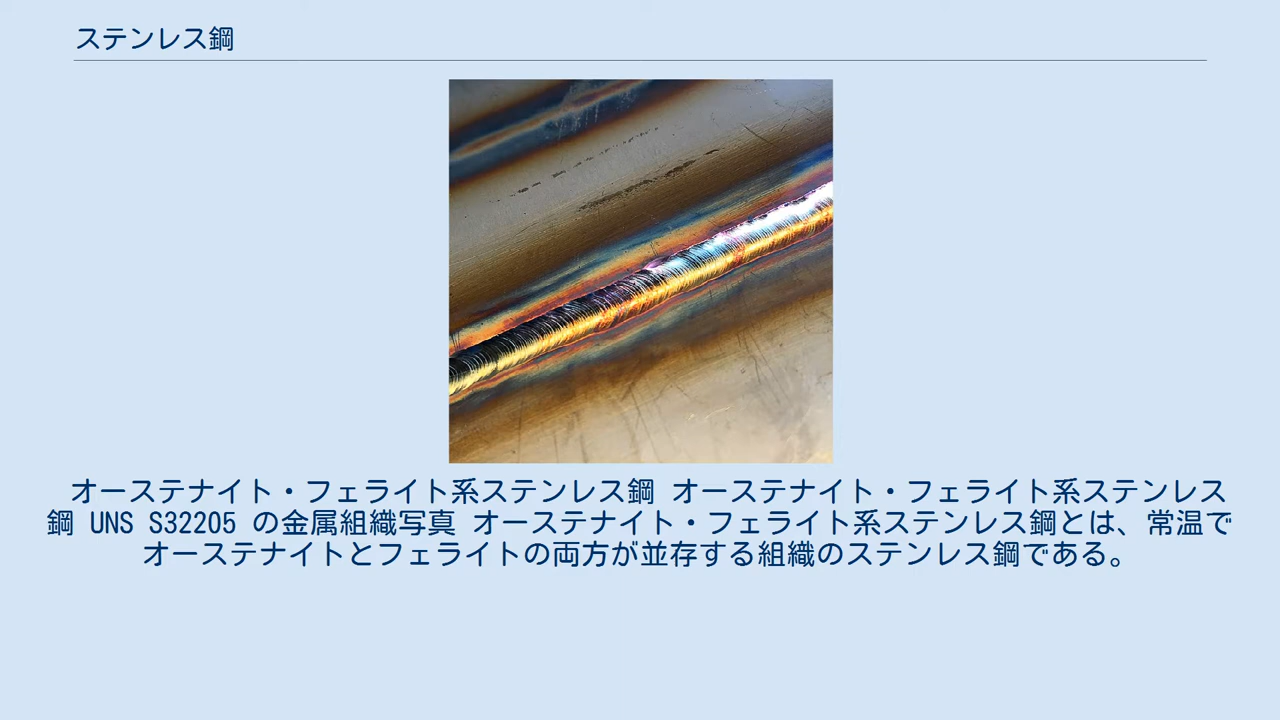 ステンレス鋼
オーステナイト・フェライト系ステンレス鋼 オーステナイト・フェライト系ステンレス
鋼 UNS S32205 の金属組織写真 オーステナイト・フェライト系ステンレス鋼とは、常温で
オーステナイトとフェライトの両方が並存する組織のステンレス鋼である。